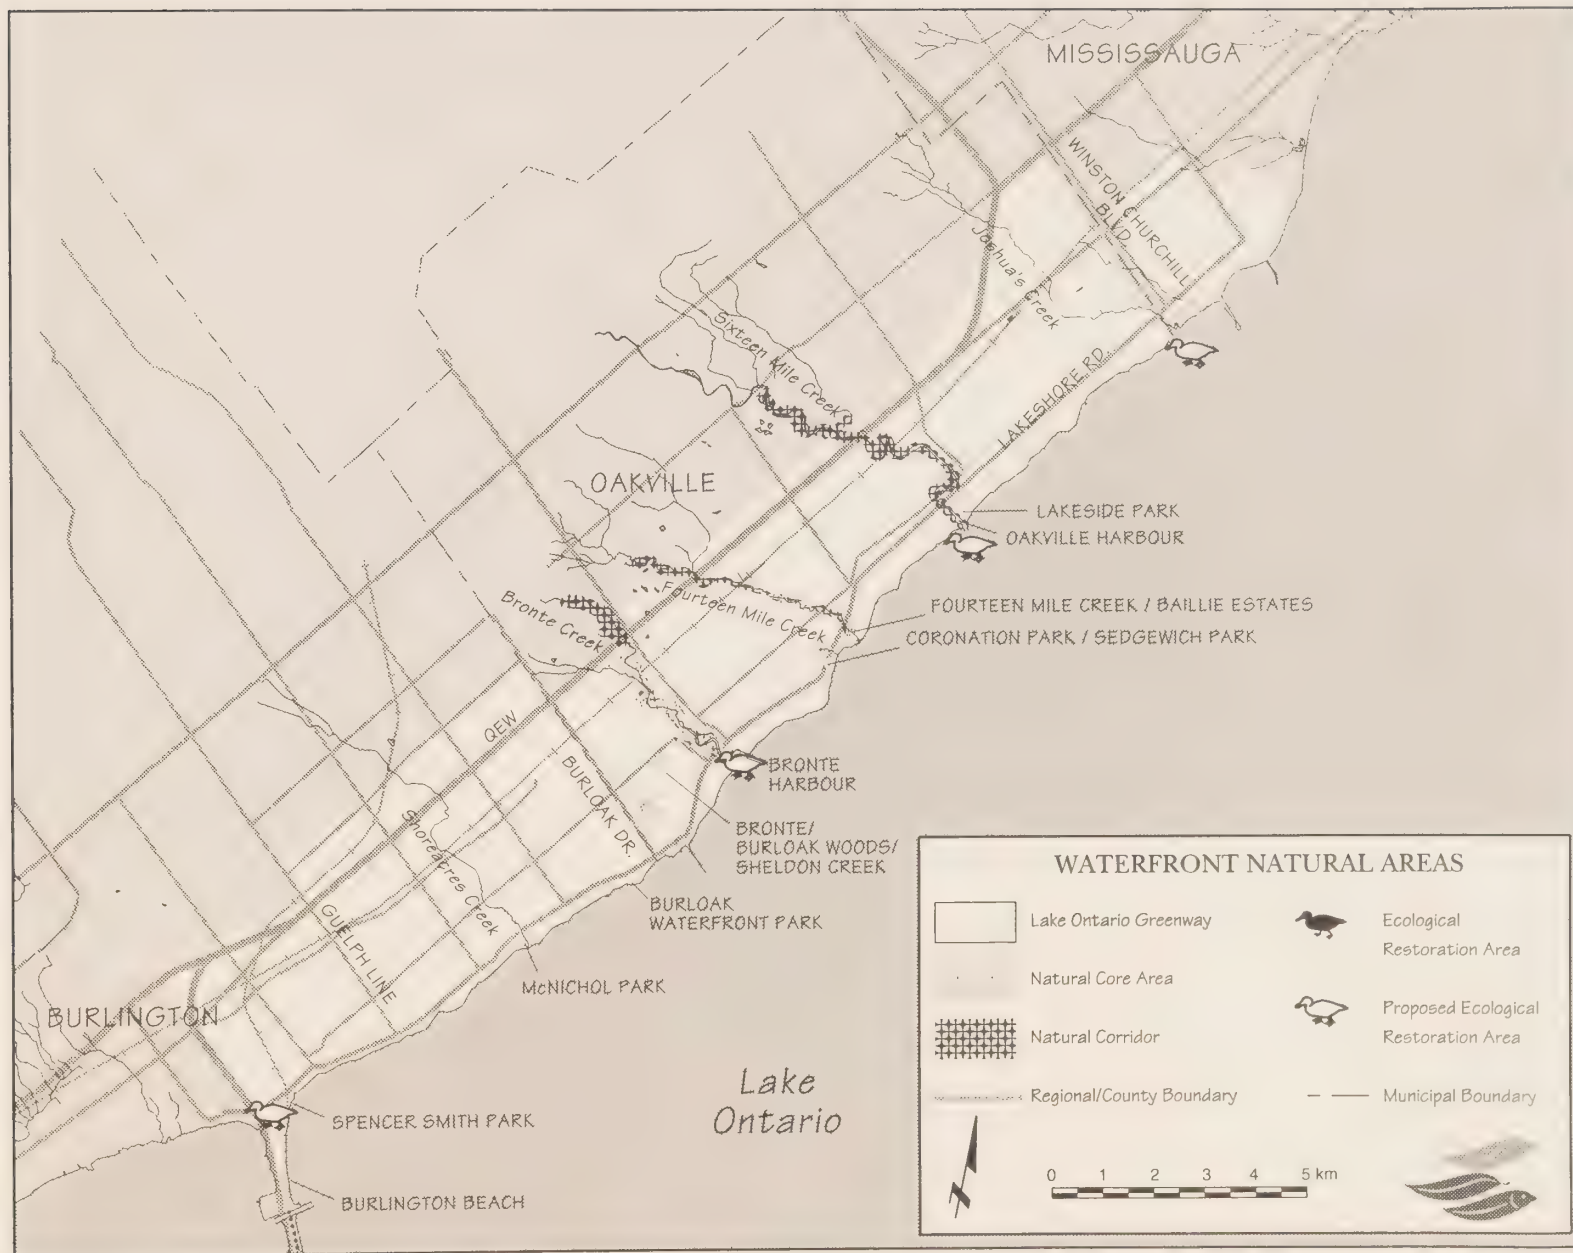 MISSISSAUGA
WINSTON CHURCHILL
BLVD.
Joshua's Creek
Sixteen Mile Creek
LAKESHORE RD.
OAKVILLE
LAKESIDE PARK
OAKVILLE HARBOUR
Fourteen Mile Creek
FOURTEEN MILE CREEK / BAILLIE ESTATES
CORONATION PARK / SEDGEWICH PARK
Bronte Creek
QEW
BURLOAK DR.
BRONTE
HARBOUR
BRONTE/
BURLOAK WOODS/
SHELDON CREEK
Shoreacres Creek
BURLOAK
WATERFRONT PARK
GUELPH LINE
McNICHOL PARK
BURLINGTON
SPENCER SMITH PARK
BURLINGTON BEACH
Lake
Ontario
WATERFRONT NATURAL AREAS
Lake Ontario Greenway
Natural Core Area
Natural Corridor
Regional/County Boundary
Ecological
Restoration Area
Proposed Ecological
Restoration Area
Municipal Boundary
0 1 2 3 4 5 km